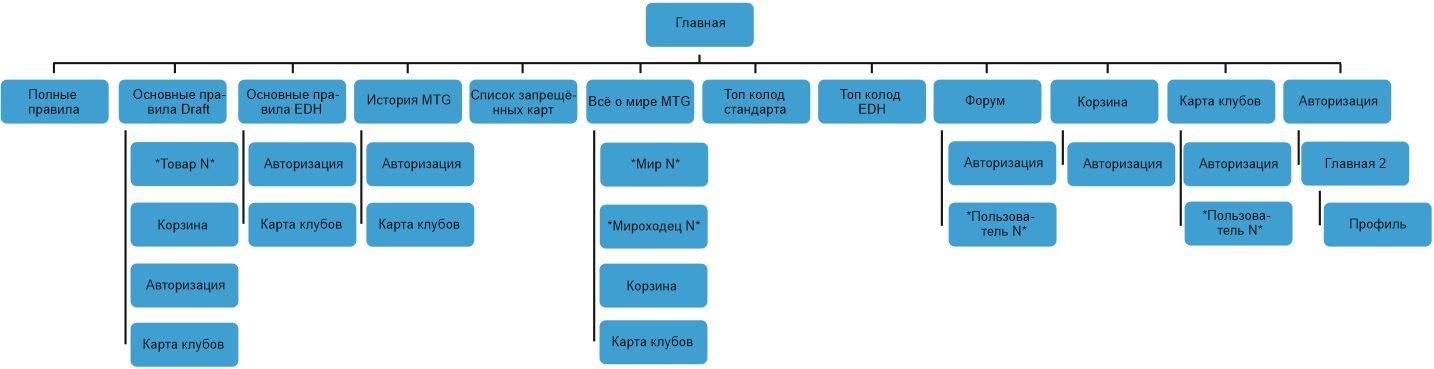 Главная
Полные
правила
Основные пра-
вила Draft
Основные пра-
вила EDH
История MTG
Список запрещё-
нных карт
Всё о мире MTG
Топ колод
стандарта
Топ колод
EDH
Форум
Корзина
Карта клубов
Авторизация
*Товар N*
Корзина
Авторизация
Карта клубов
Авторизация
Карта клубов
Авторизация
Карта клубов
*Мир N*
*Мироходец N*
Корзина
Карта клубов
Авторизация
*Пользова-
тель N*
Авторизация
Авторизация
*Пользова-
тель N*
Главная 2
Профиль